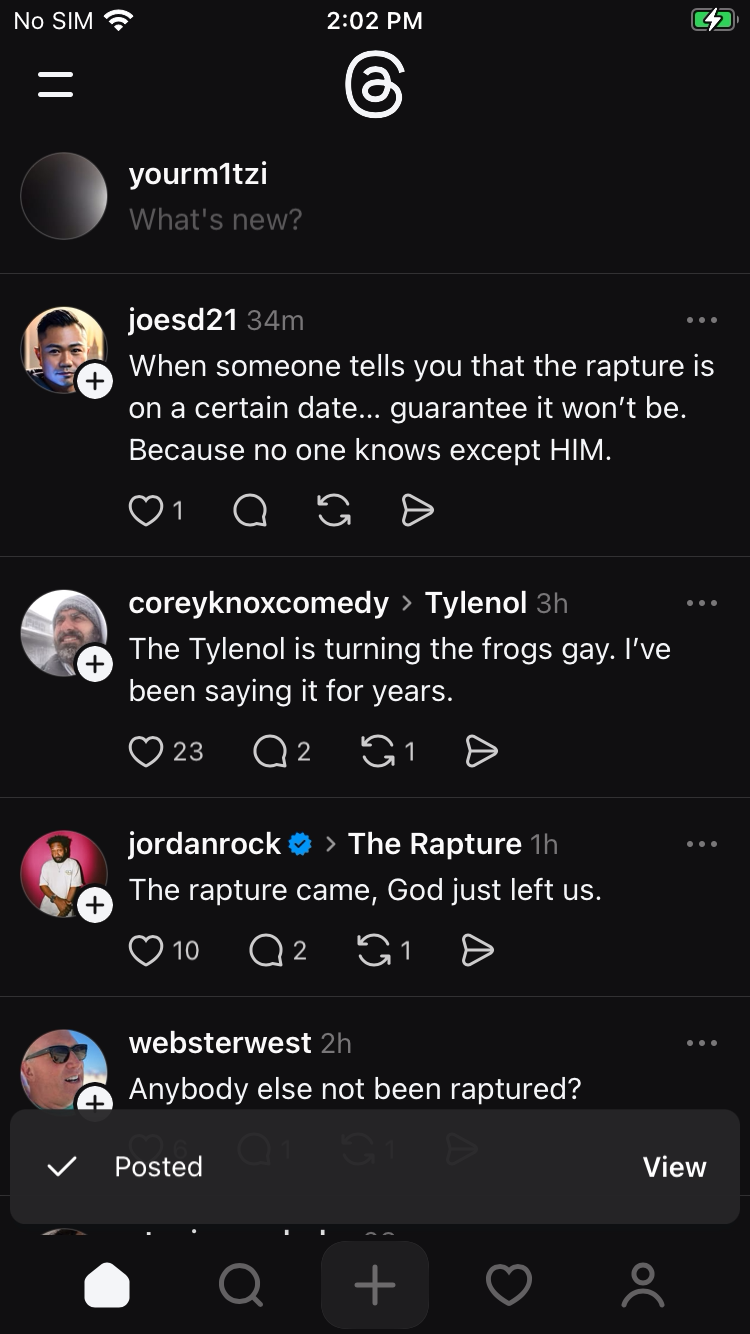 No SIM 2:02 PM
yourm1tzi
What's new?
joesd21 34m
When someone tells you that the rapture is
on a certain date... guarantee it won’t be.
Because no one knows except HIM.
1
coreyknoxcomedy > Tylenol 3h
The Tylenol is turning the frogs gay. I’ve
been saying it for years.
23 2 1
jordanrock > The Rapture 1h
The rapture came, God just left us.
10 2 1
websterwest 2h
Anybody else not been raptured?
6 1 1
Posted View